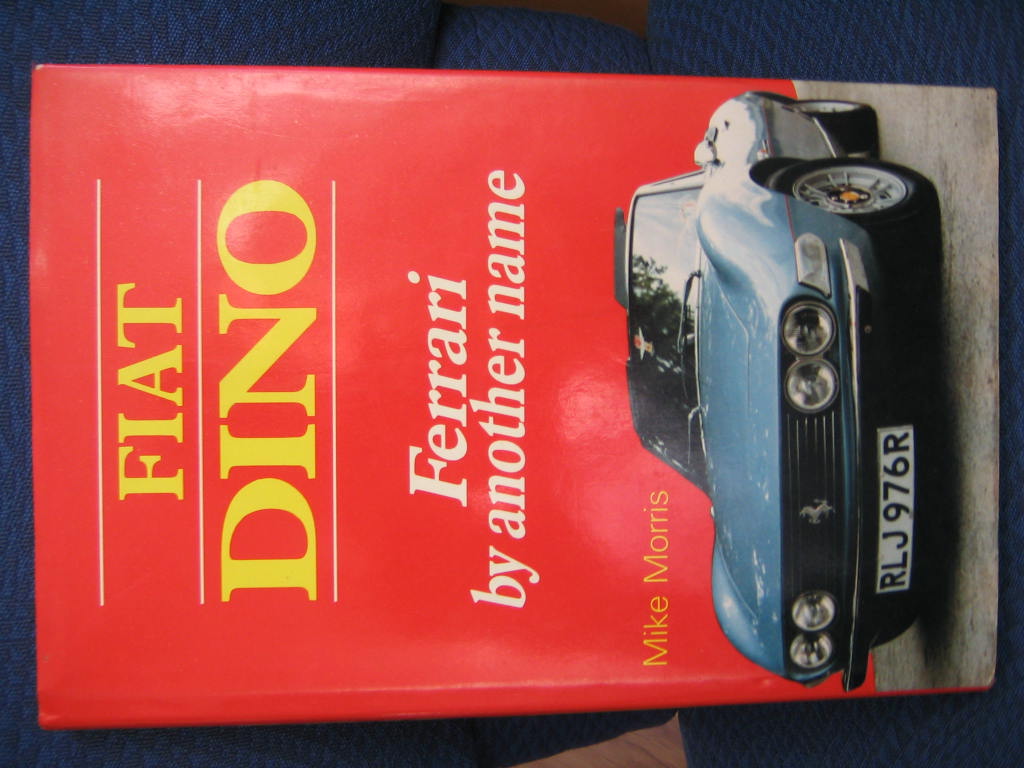 FIAT
DINO
Ferrari
by another name
Mike Morris
RLJ 976R